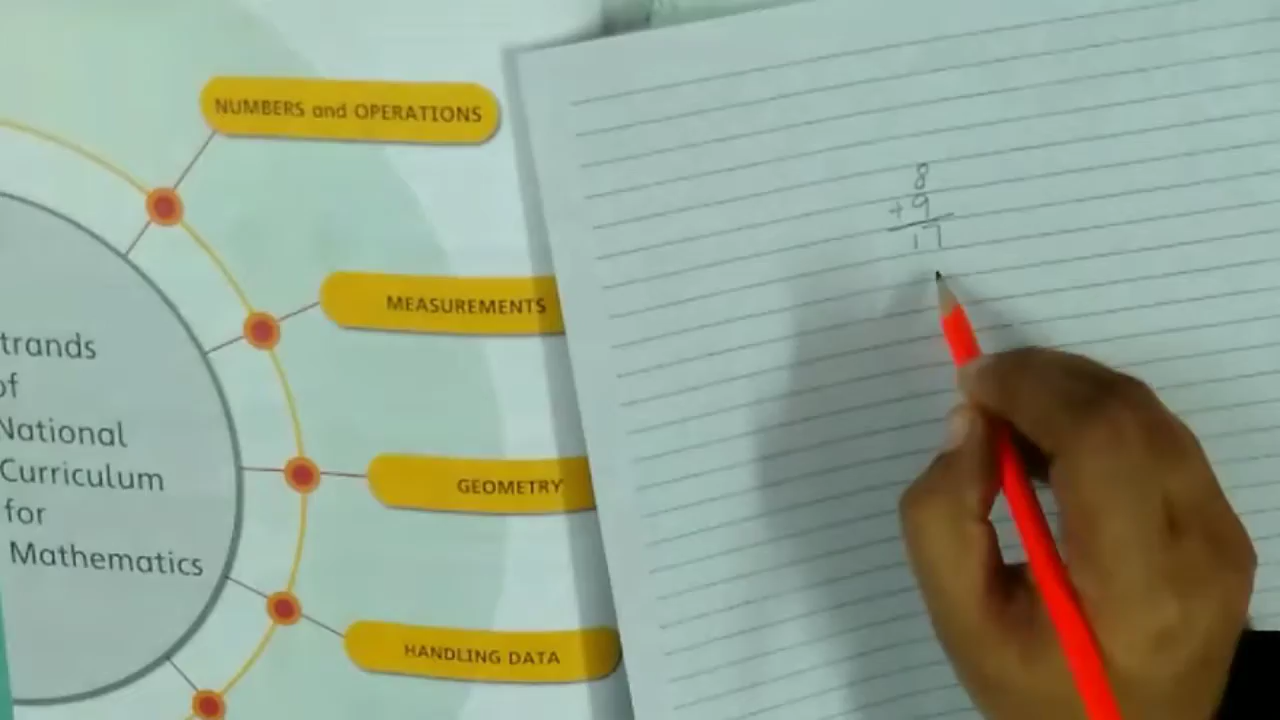 NUMBERS and OPERATIONS
MEASUREMENTS
GEOMETRY
HANDLING DATA
trands
of
National
Curriculum
for
Mathematics
8
+9
17